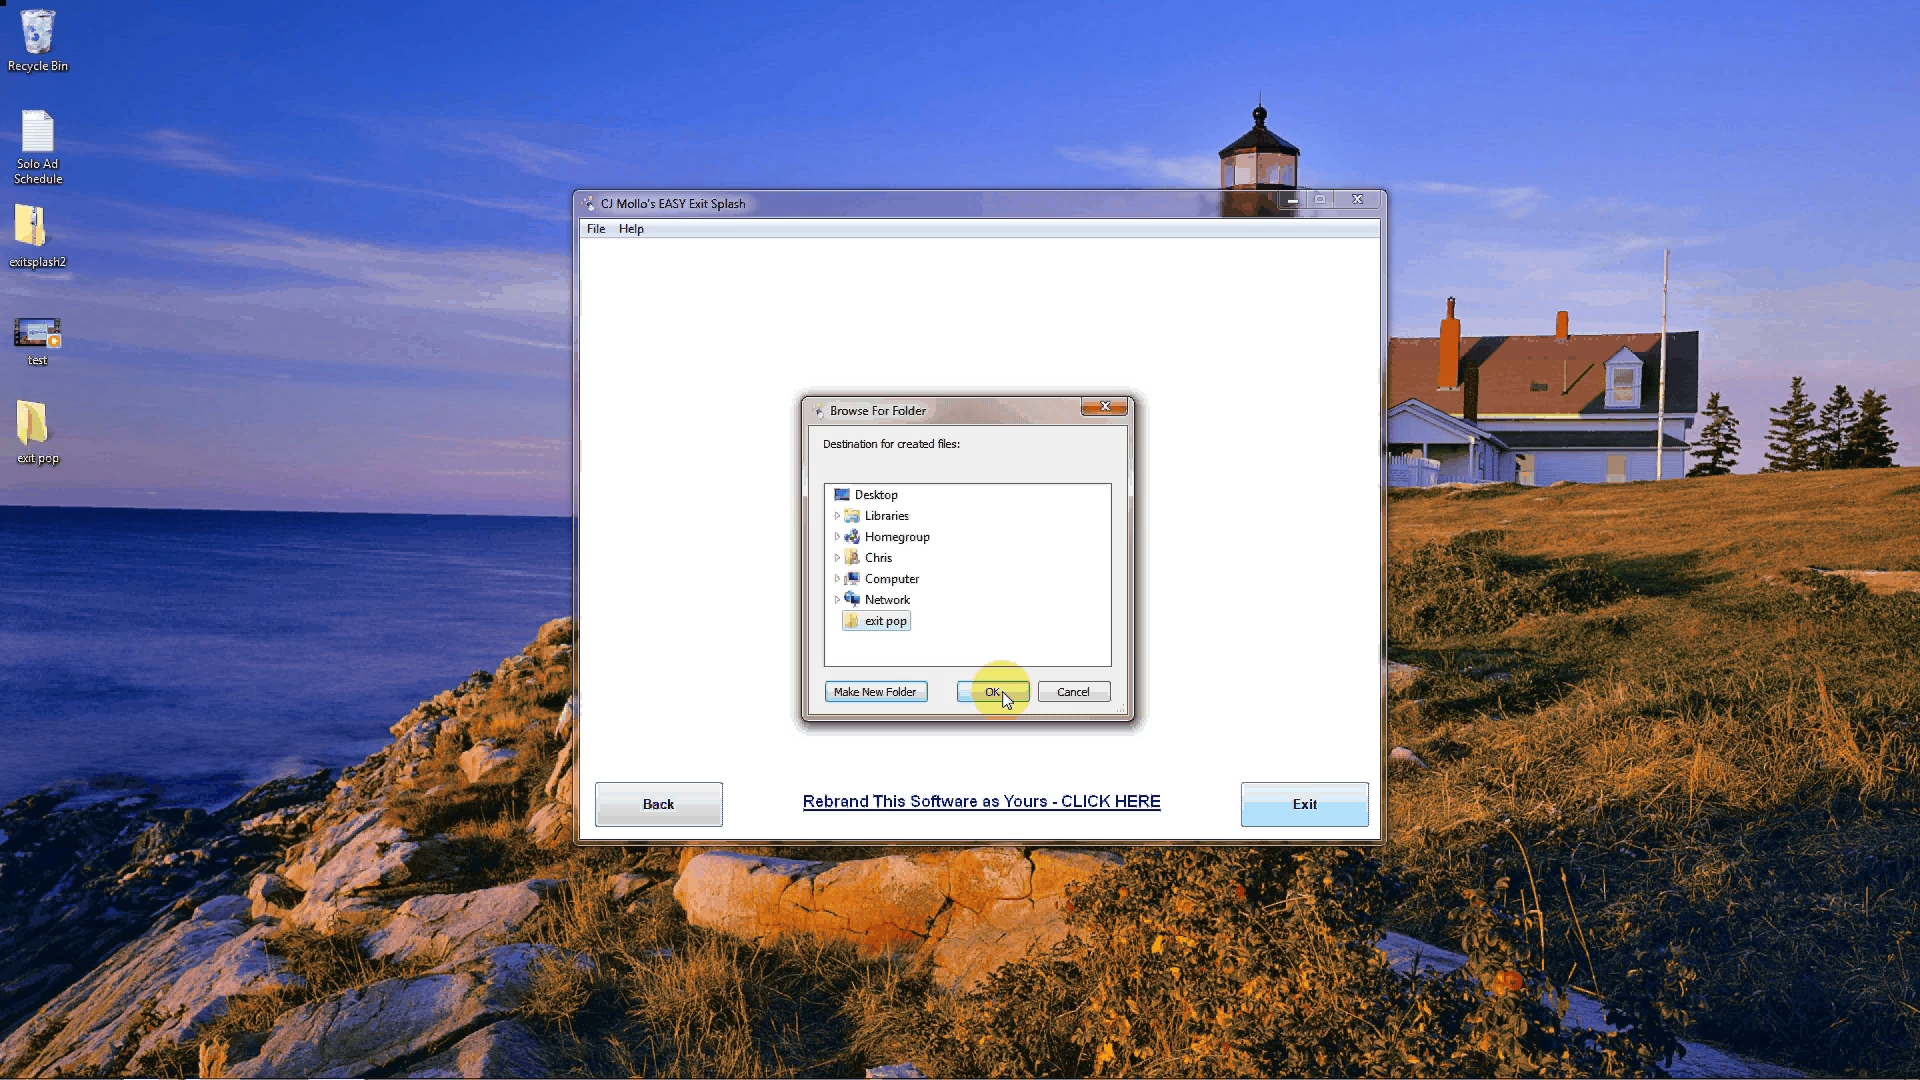 Recycle Bin
Solo Ad
Schedule
exitsplash2
test
exit pop
CJ Mollo's EASY Exit Splash
File Help
Browse For Folder
Destination for created files:
Desktop
Libraries
Homegroup
Chris
Computer
Network
exit pop
Make New Folder OK Cancel
Back Rebrand This Software as Yours - CLICK HERE Exit